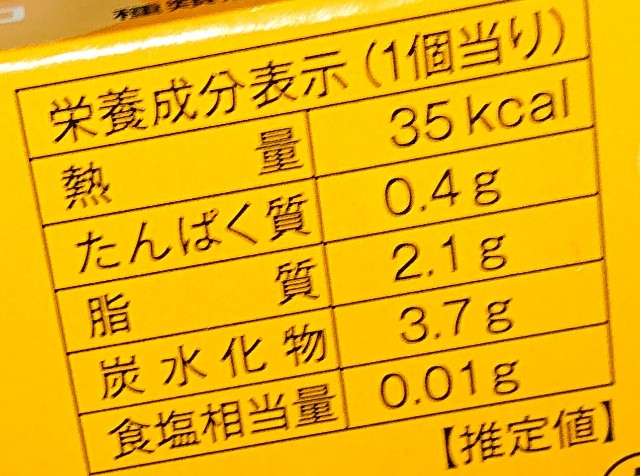 栄養成分表示(1個当り)
熱量 35kcal
たんぱく質 0.4g
脂質 2.1g
炭水化物 3.7g
食塩相当量 0.01g
【推定値】